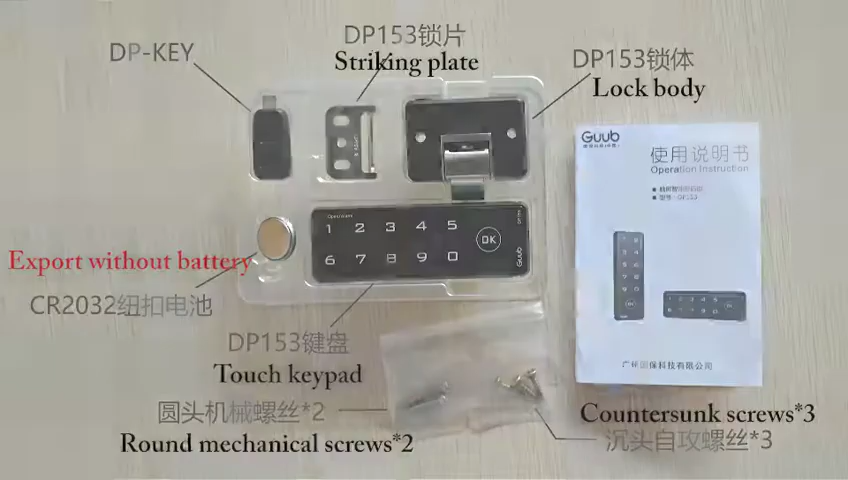 DP-KEY
DP153锁片
Striking plate
DP153锁体
Lock body
Guub
使用说明书
Operation Instruction
型号:DP153
1 2 3 4 5
6 7 8 9 0
OK
Guub
Export without battery
CR2032纽扣电池
DP153键盘
Touch keypad
圆头机械螺丝*2
Round mechanical screws*2
Countersunk screws*3
沉头自攻螺丝*3